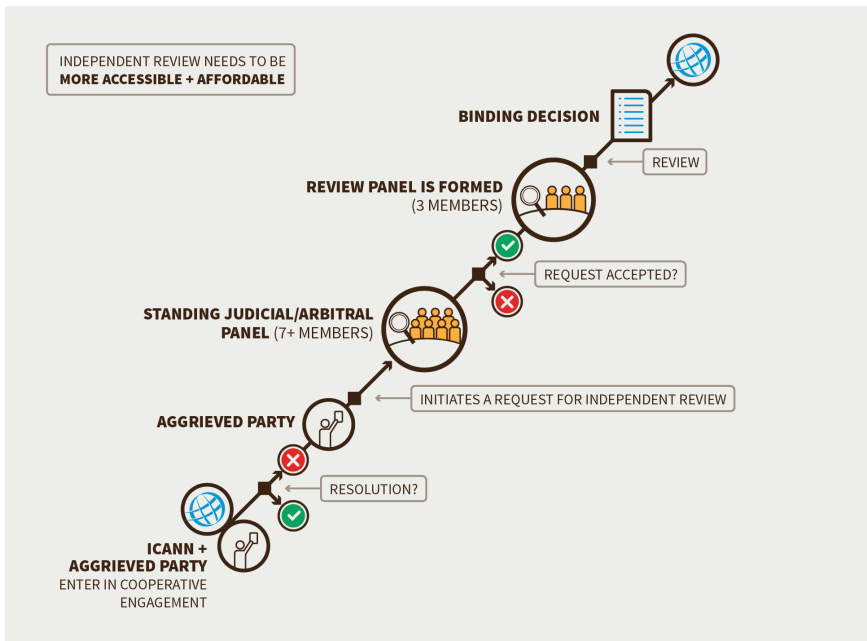 INDEPENDENT REVIEW NEEDS TO BE
MORE ACCESSIBLE + AFFORDABLE
BINDING DECISION
REVIEW
REVIEW PANEL IS FORMED
(3 MEMBERS)
REQUEST ACCEPTED?
STANDING JUDICIAL/ARBITRAL
PANEL (7+ MEMBERS)
INITIATES A REQUEST FOR INDEPENDENT REVIEW
AGGRIEVED PARTY
RESOLUTION?
ICANN +
AGGRIEVED PARTY
ENTER IN COOPERATIVE
ENGAGEMENT